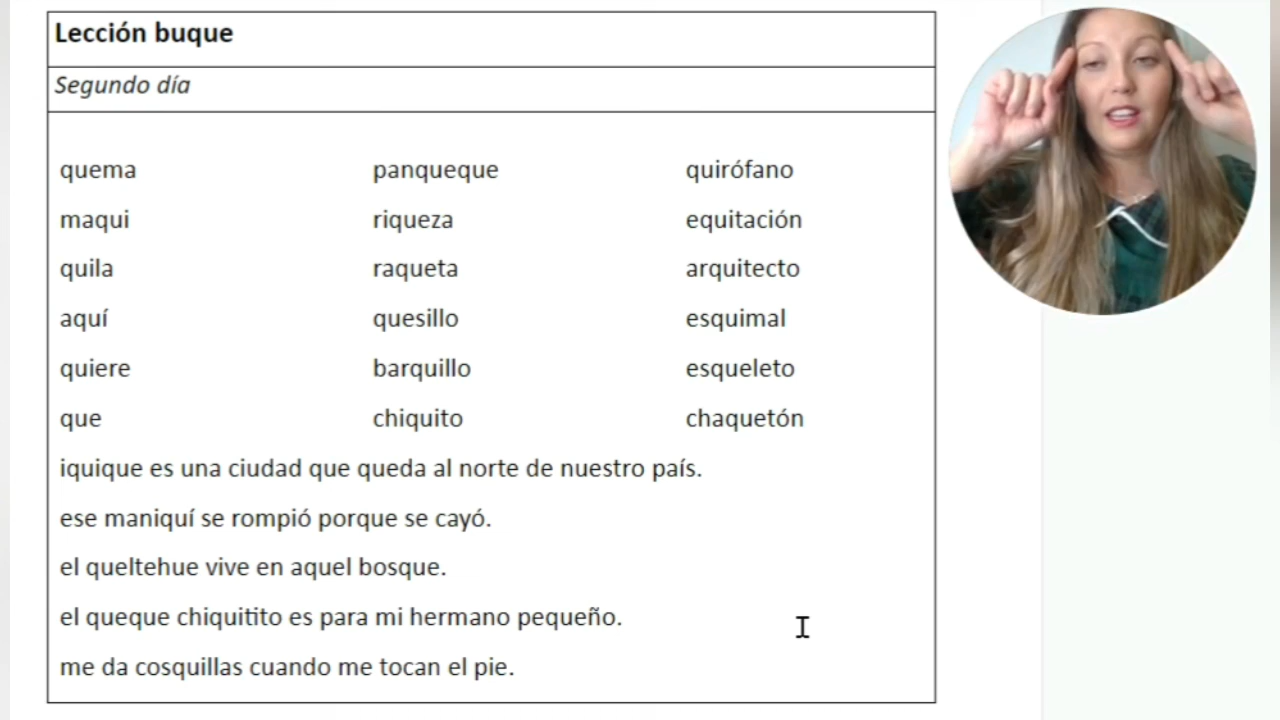 Lección buque
Segundo día
quema panqueque quirófano
maqui riqueza equitación
quila raqueta arquitecto
aquí quesillo esquimal
quiere barquillo esqueleto
que chiquito chaquetón
iquique es una ciudad que queda al norte de nuestro país.
ese maniquí se rompió porque se cayó.
el queltehue vive en aquel bosque.
el queque chiquitito es para mi hermano pequeño.
me da cosquillas cuando me tocan el pie.